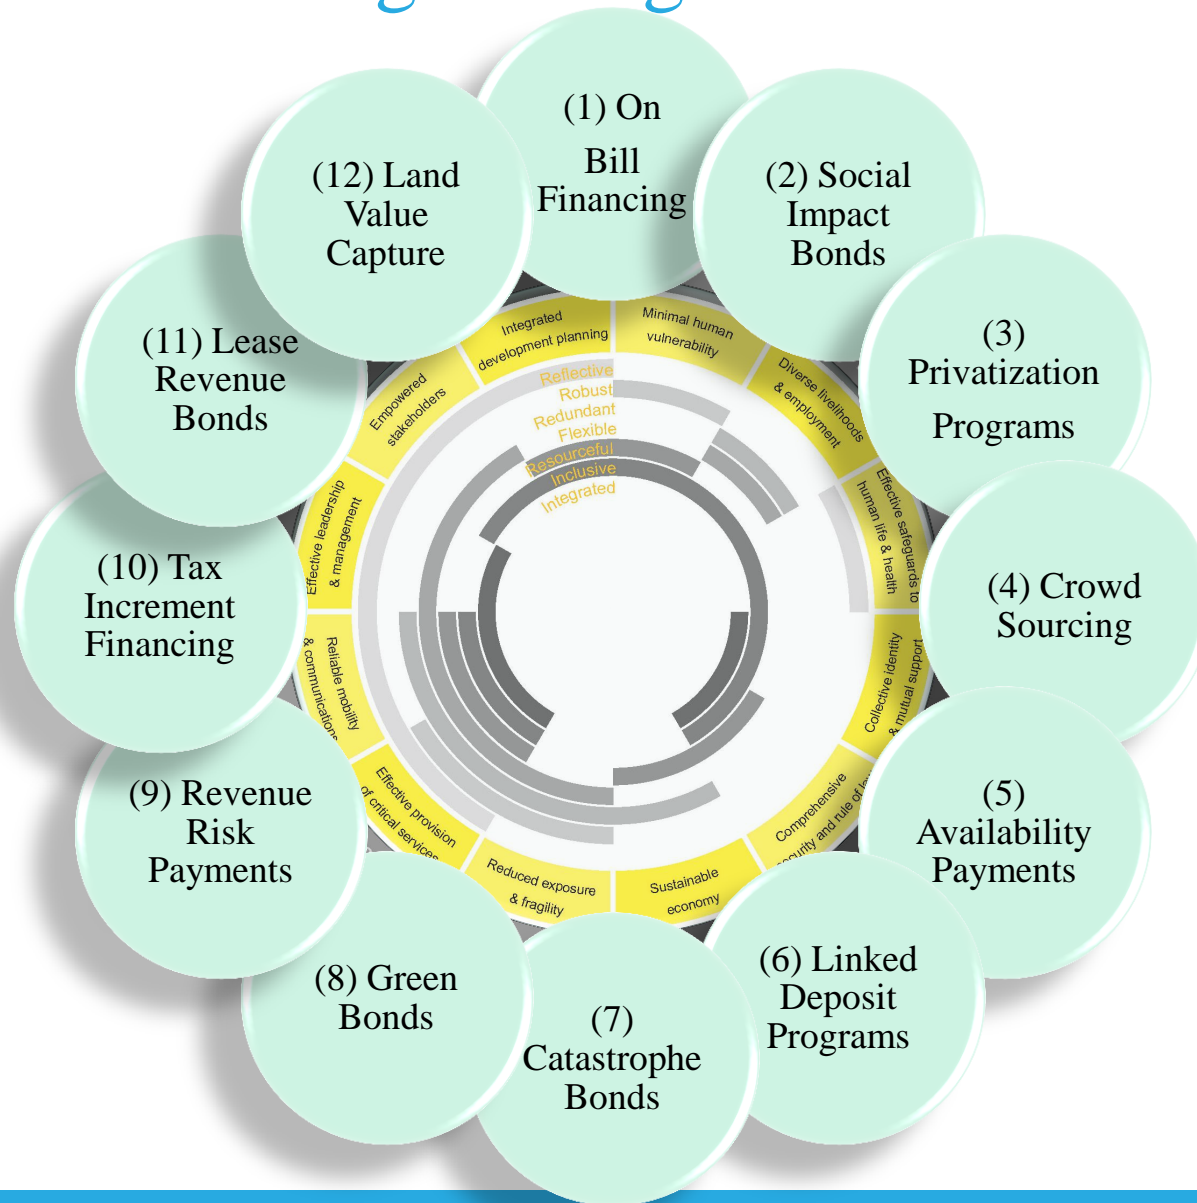 (1) On
Bill
Financing
(2) Social
Impact
Bonds
(3)
Privatization
Programs
(4) Crowd
Sourcing
(5)
Availability
Payments
(6) Linked
Deposit
Programs
(7)
Catastrophe
Bonds
(8) Green
Bonds
(9) Revenue
Risk
Payments
(10) Tax
Increment
Financing
(11) Lease
Revenue
Bonds
(12) Land
Value
Capture
Minimal human
vulnerability
Diverse livelihoods
& employment
Effective safeguards to
human life & health
Collective identity
& mutual support
Comprehensive
and rule of
Sustainable
economy
Reduced exposure
& fragility
Effective provision
of critical services
Reliable mobility
& communications
Effective leadership
& management
Empowered
stakeholders
Integrated
development planning
Reflective
Robust
Redundant
Flexible
Resourceful
Inclusive
Integrated